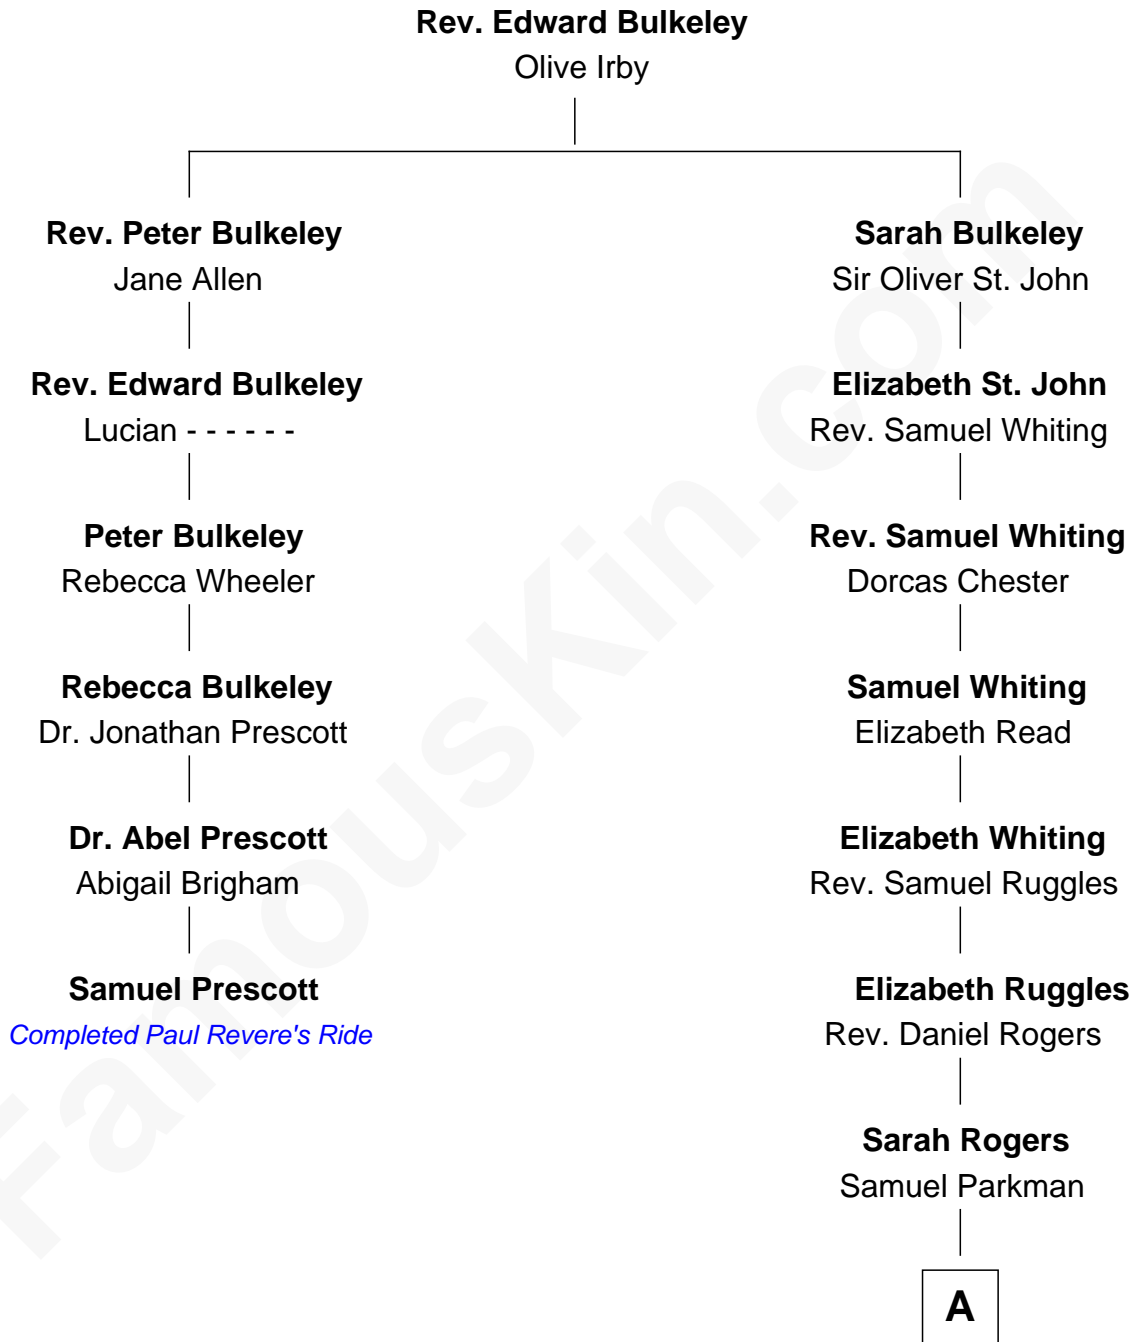 Rev. Edward Bulkeley
Olive Irby
Rev. Peter Bulkeley
Jane Allen
Sarah Bulkeley
Sir Oliver St. John
Rev. Edward Bulkeley
Lucian - - - - - -
Elizabeth St. John
Rev. Samuel Whiting
Peter Bulkeley
Rebecca Wheeler
Rev. Samuel Whiting
Dorcas Chester
Rebecca Bulkeley
Dr. Jonathan Prescott
Samuel Whiting
Elizabeth Read
Dr. Abel Prescott
Abigail Brigham
Elizabeth Whiting
Rev. Samuel Ruggles
Samuel Prescott
Completed Paul Revere's Ride
Elizabeth Ruggles
Rev. Daniel Rogers
Sarah Rogers
Samuel Parkman
A
FamousKin.com